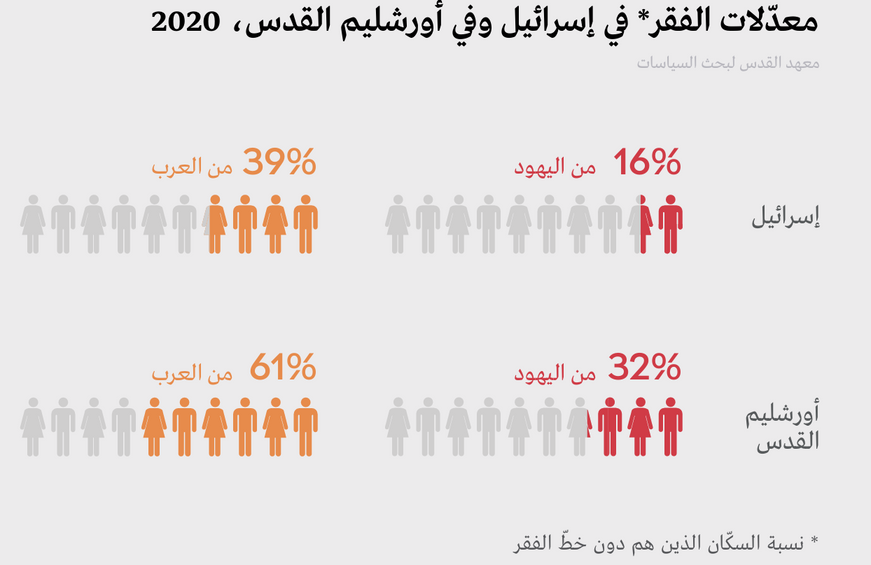 معدّلات الفقر* في إسرائيل وفي أورشليم القدس، 2020
معهد القدس لبحث السياسات
16% من اليهود
39% من العرب
إسرائيل
32% من اليهود
61% من العرب
أورشليم
القدس
* نسبة السكّان الذين هم دون خطّ الفقر